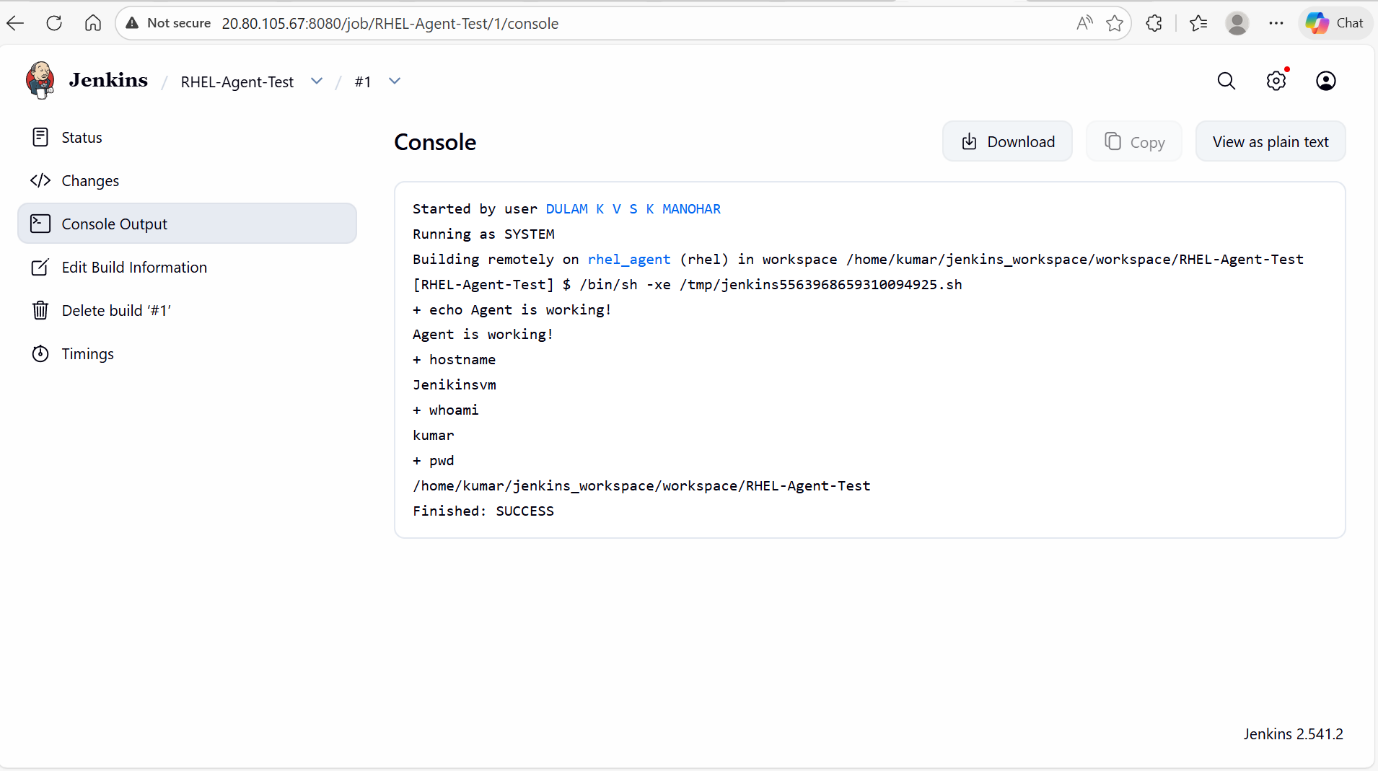 Not secure 20.80.105.67:8080/job/RHEL-Agent-Test/1/console
Chat
Jenkins / RHEL-Agent-Test / #1
Status
Changes
Console Output
Edit Build Information
Delete build ‘#1’
Timings
Console
Download
Copy
View as plain text
Started by user DULAM K V S K MANOHAR
Running as SYSTEM
Building remotely on rhel_agent (rhel) in workspace /home/kumar/jenkins_workspace/workspace/RHEL-Agent-Test
[RHEL-Agent-Test] $ /bin/sh -xe /tmp/jenkins5563968659310094925.sh
+ echo Agent is working!
Agent is working!
+ hostname
Jenikinsvm
+ whoami
kumar
+ pwd
/home/kumar/jenkins_workspace/workspace/RHEL-Agent-Test
Finished: SUCCESS
Jenkins 2.541.2